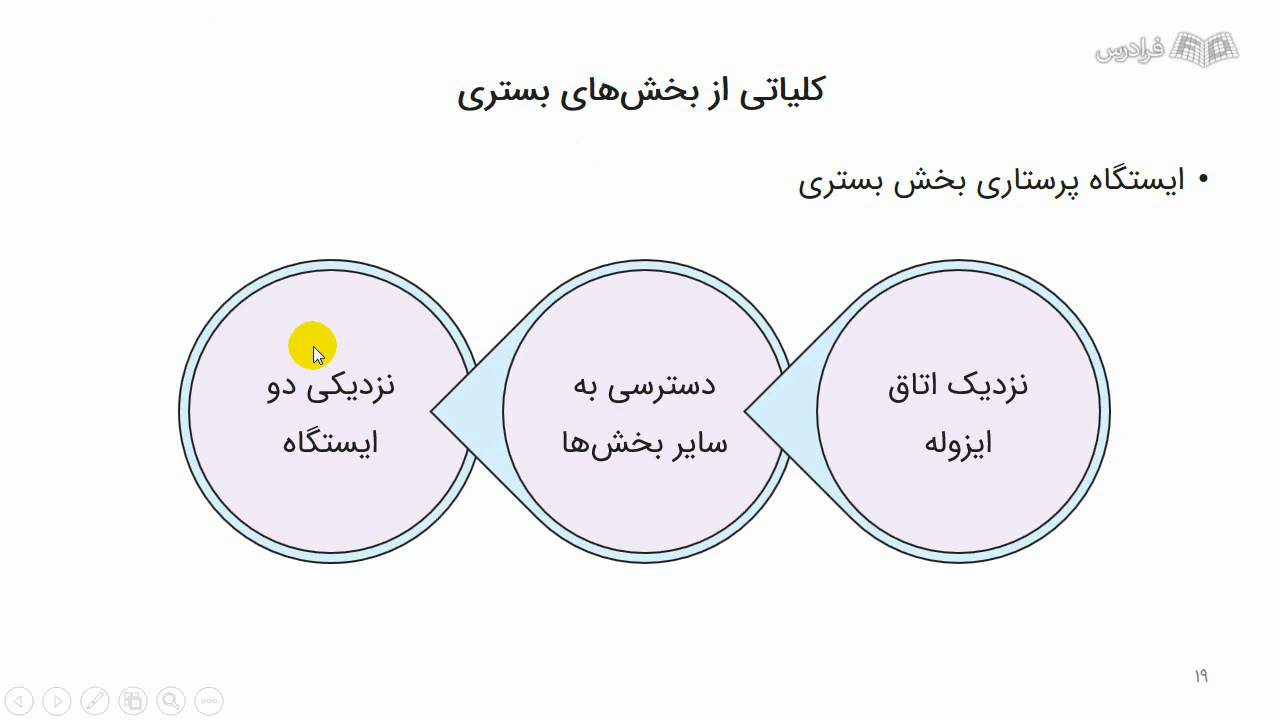 فرادرس
کلیاتی از بخش‌های بستری
• ایستگاه پرستاری بخش بستری
نزدیک اتاق
ایزوله
دسترسی به
سایر بخش‌ها
نزدیکی دو
ایستگاه
۱۹